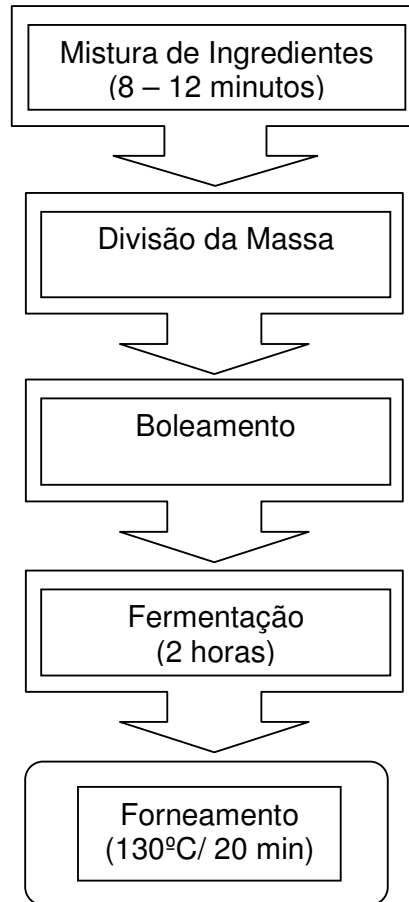 Mistura de Ingredientes
(8 – 12 minutos)
Divisão da Massa
Boleamento
Fermentação
(2 horas)
Forneamento
(130ºC/ 20 min)